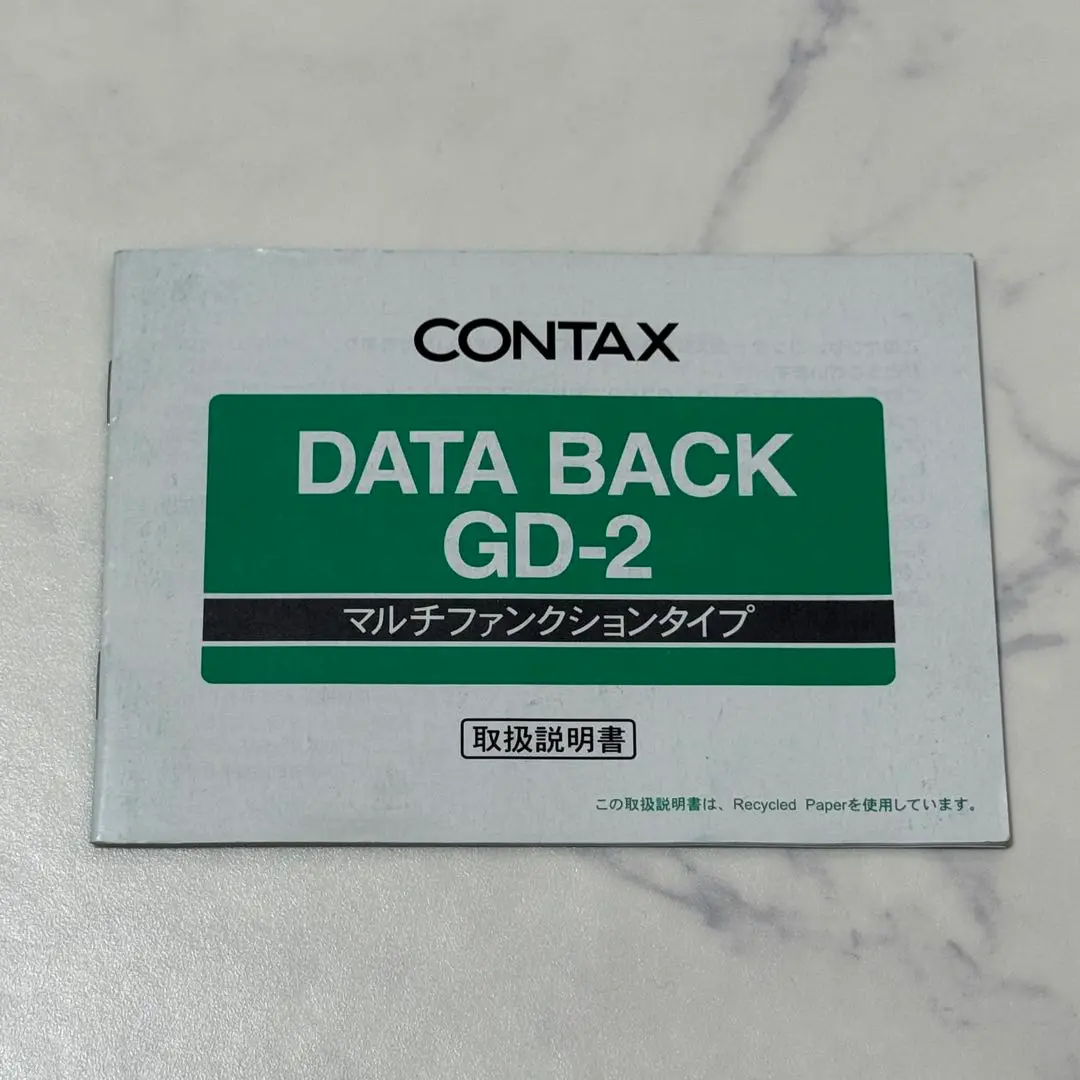 CONTAX
DATA BACK
GD-2
マルチファンクションタイプ
取扱説明書
この取扱説明書は、Recycled Paperを使用しています。